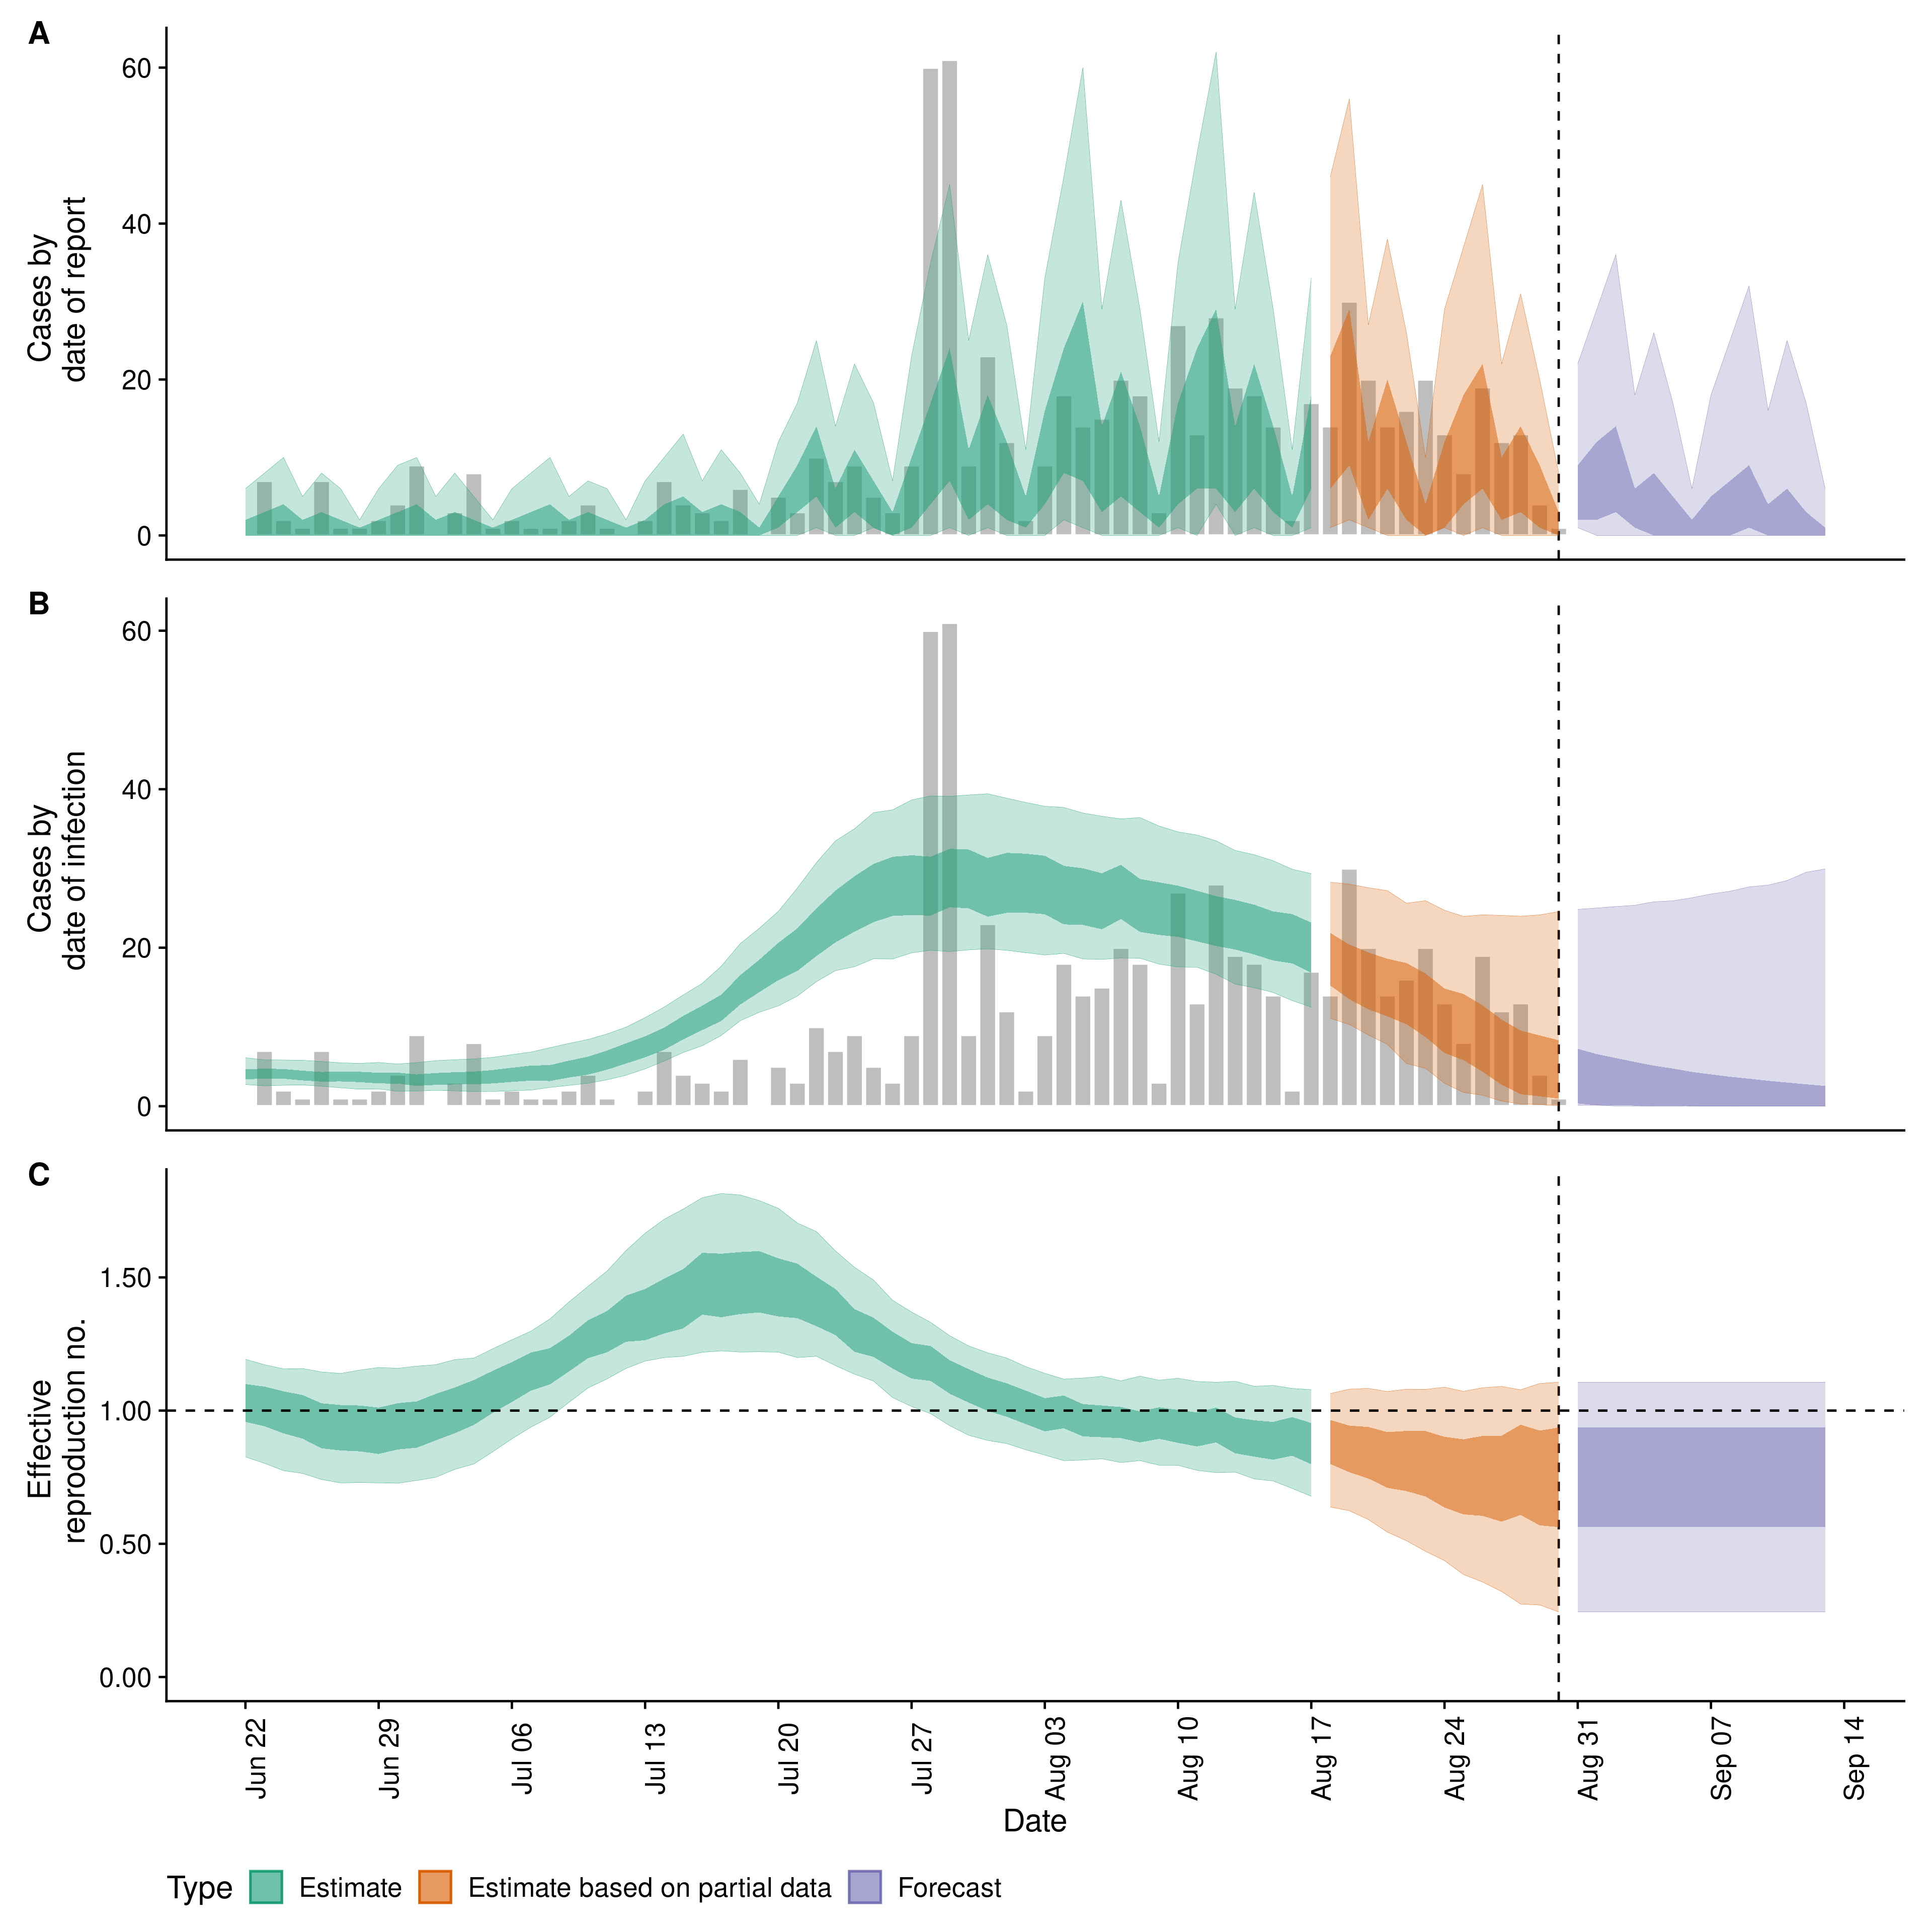 A
60
40
20
0
Cases by
date of report
B
60
40
20
0
Cases by
date of infection
C
1.50
1.00
0.50
0.00
Effective
reproduction no.
Jun 22
Jun 29
Jul 06
Jul 13
Jul 20
Jul 27
Aug 03
Aug 10
Aug 17
Aug 24
Aug 31
Sep 07
Sep 14
Date
Type Estimate Estimate based on partial data Forecast